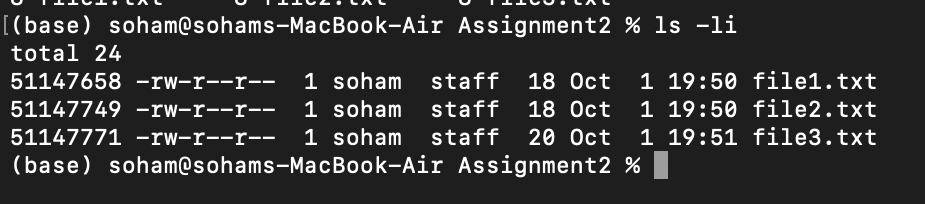 (base) soham@sohams-MacBook-Air Assignment2 % ls -li
total 24
51147658 -rw-r--r--  1 soham  staff  18 Oct  1 19:50 file1.txt
51147749 -rw-r--r--  1 soham  staff  18 Oct  1 19:50 file2.txt
51147771 -rw-r--r--  1 soham  staff  20 Oct  1 19:51 file3.txt
(base) soham@sohams-MacBook-Air Assignment2 %